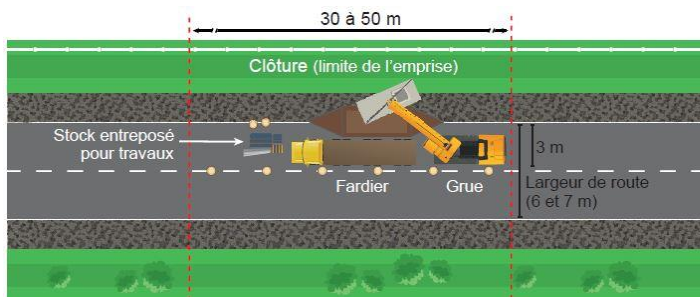 30 à 50 m
Clôture (limite de l'emprise)
Stock entreposé
pour travaux
3 m
Fardier
Grue
Largeur de route
(6 et 7 m)